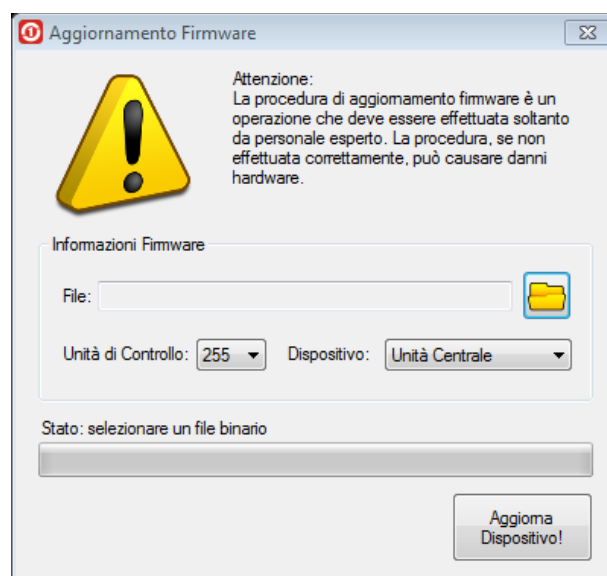 Aggiornamento Firmware
Attenzione:
La procedura di aggiornamento firmware è un
operazione che deve essere effettuata soltanto
da personale esperto. La procedura, se non
effettuata correttamente, può causare danni
hardware.
Informazioni Firmware
File:
Unità di Controllo: 255 Dispositivo: Unità Centrale
Stato: selezionare un file binario
Aggiorna
Dispositivo!